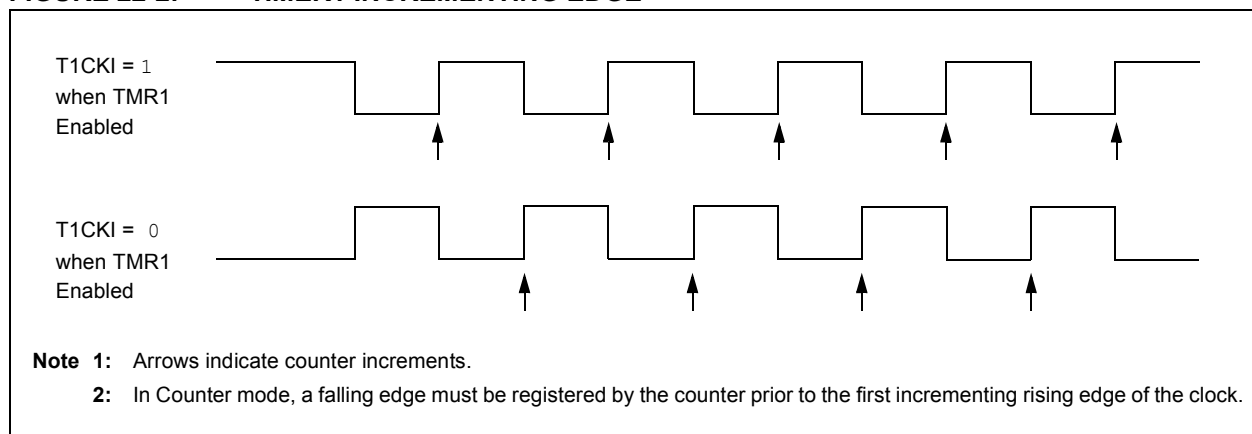 T1CKI = 1
when TMR1
Enabled
T1CKI = 0
when TMR1
Enabled
Note 1: Arrows indicate counter increments.
2: In Counter mode, a falling edge must be registered by the counter prior to the first incrementing rising edge of the clock.